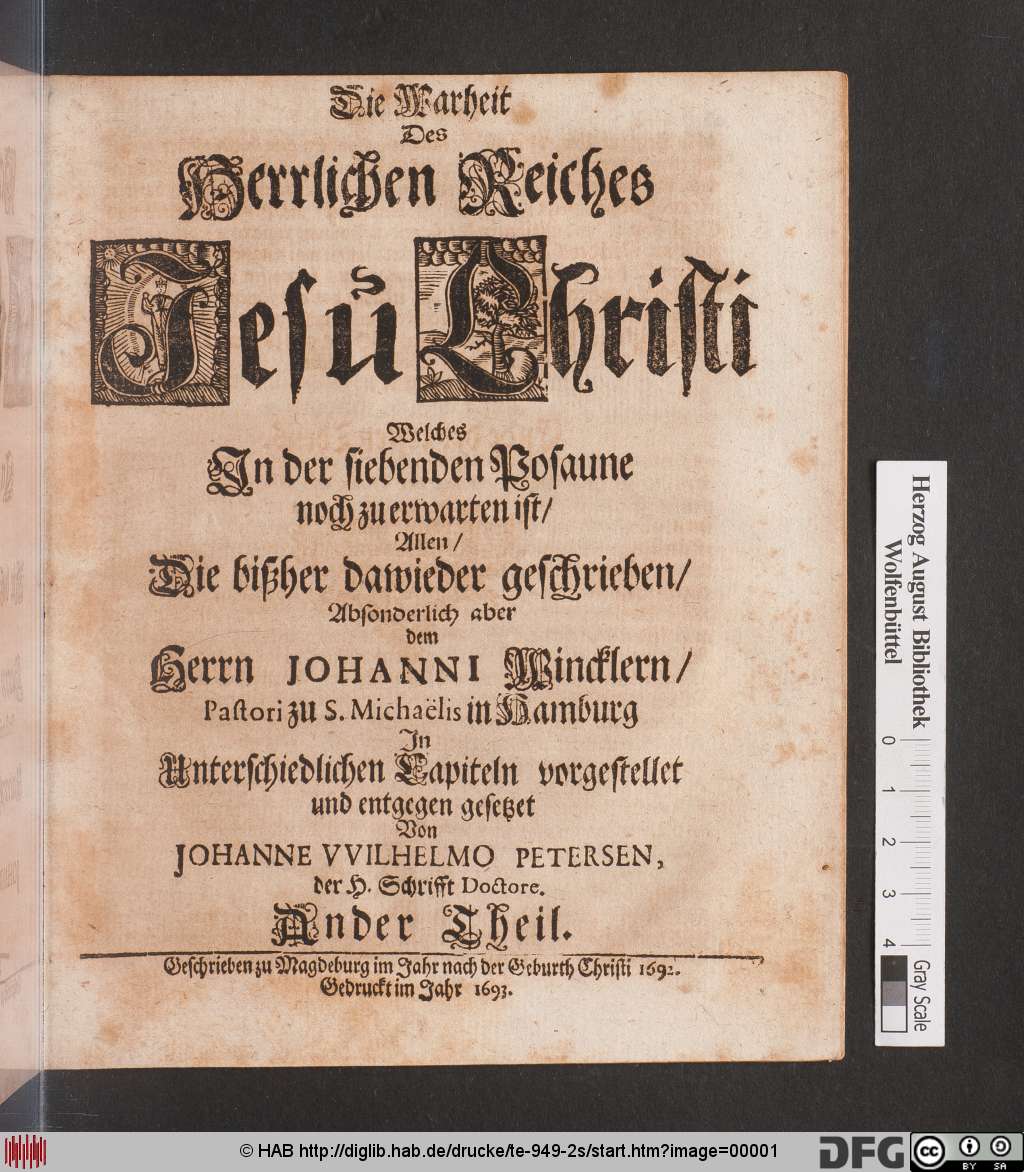 Die Warheit
Des
Herrlichen Reiches
Jesu Christi
Welches
In der siebenden Posaune
noch zu erwarten ist/
Allen/
Die bißher dawieder geschrieben/
Absonderlich aber
dem
Herrn JOHANNI Wincklern/
Pastori zu S. Michaëlis in Hamburg
In
Unterschiedlichen Capiteln vorgestellet
und entgegen gesetzet
Von
JOHANNE VVILHELMO PETERSEN,
der H. Schrifft Doctore.
Ander Theil.
Geschrieben zu Magdeburg im Jahr nach der Geburth Christi 1692.
Gedruckt im Jahr 1693.
Herzog August Bibliothek
Wolfenbüttel
0 1 2 3 4
Gray Scale
© HAB http://diglib.hab.de/drucke/te-949-2s/start.htm?image=00001
DFG
cc BY SA